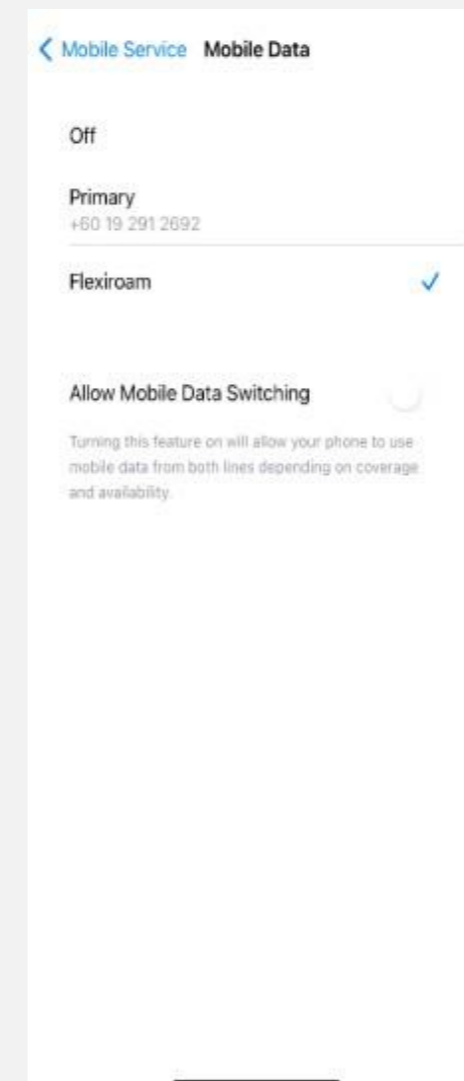 Mobile Service Mobile Data
Off
Primary
+60 19 291 2692
Flexiroam
Allow Mobile Data Switching
Turning this feature on will allow your phone to use
mobile data from both lines depending on coverage
and availability.